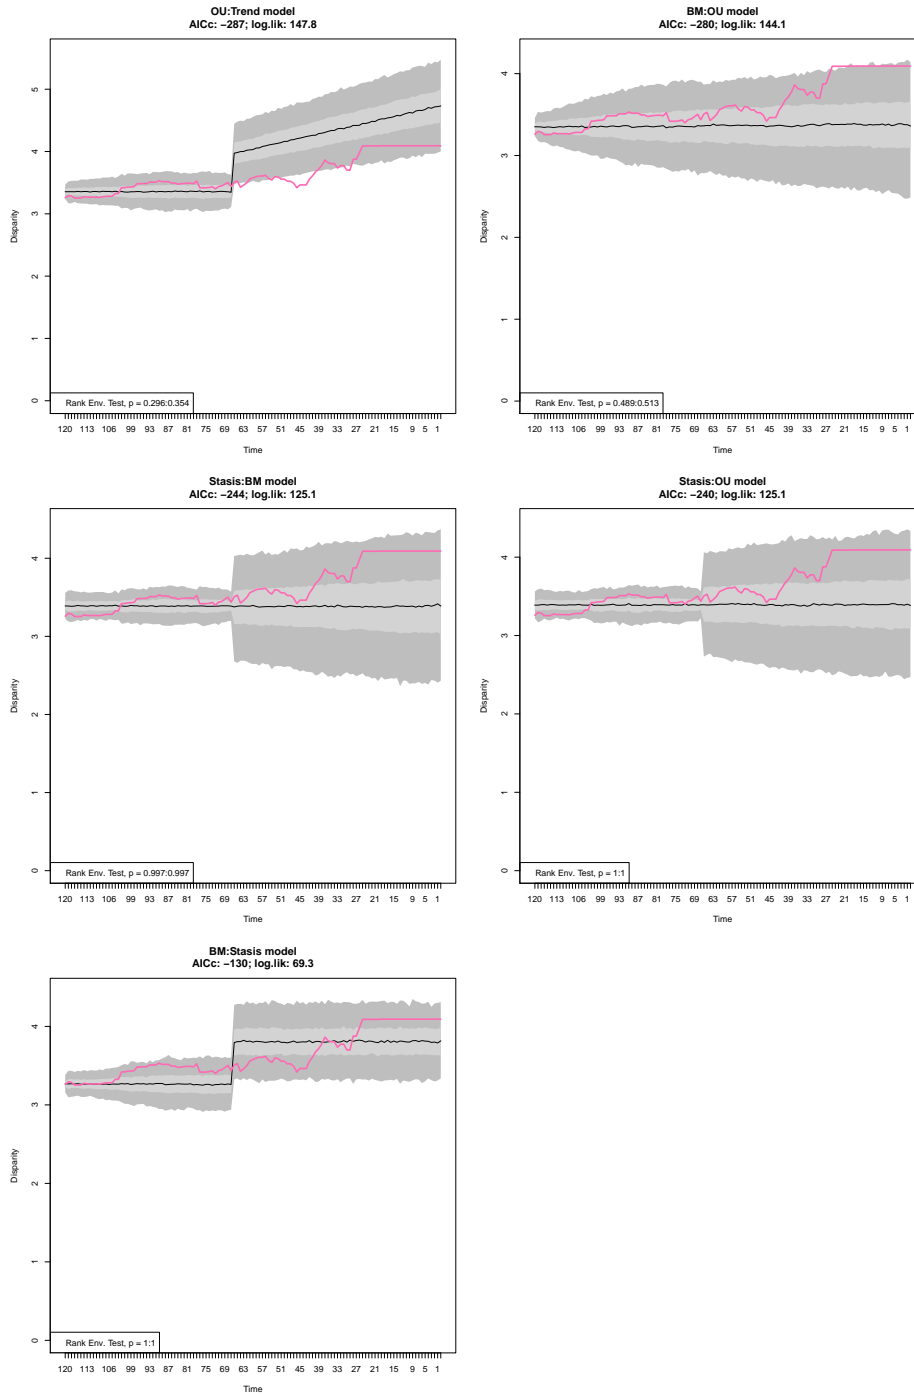 OU:Trend model
AICc: −287; log.lik: 147.8
Disparity
0 1 2 3 4 5
Rank Env. Test, p = 0.296:0.354
120 113 106 99 93 87 81 75 69 63 57 51 45 39 33 27 21 15 9 5 1
Time
BM:OU model
AICc: −280; log.lik: 144.1
Disparity
0 1 2 3 4
Rank Env. Test, p = 0.489:0.513
120 113 106 99 93 87 81 75 69 63 57 51 45 39 33 27 21 15 9 5 1
Time
Stasis:BM model
AICc: −244; log.lik: 125.1
Disparity
0 1 2 3 4
Rank Env. Test, p = 0.997:0.997
120 113 106 99 93 87 81 75 69 63 57 51 45 39 33 27 21 15 9 5 1
Time
Stasis:OU model
AICc: −240; log.lik: 125.1
Disparity
0 1 2 3 4
Rank Env. Test, p = 1:1
120 113 106 99 93 87 81 75 69 63 57 51 45 39 33 27 21 15 9 5 1
Time
BM:Stasis model
AICc: −130; log.lik: 69.3
Disparity
0 1 2 3 4
Rank Env. Test, p = 1:1
120 113 106 99 93 87 81 75 69 63 57 51 45 39 33 27 21 15 9 5 1
Time